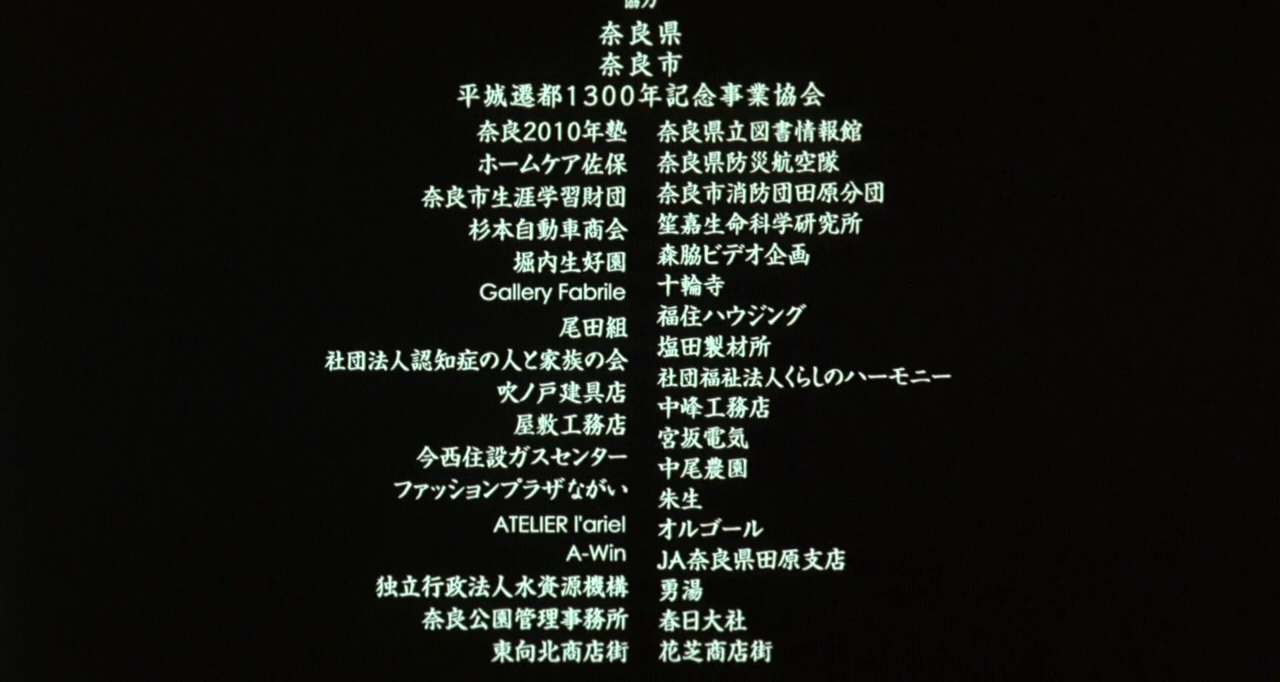 協力
奈良県
奈良市
平城遷都1300年記念事業協会
奈良2010年塾
ホームケア佐保
奈良市生涯学習財団
杉本自動車商会
堀内生好園
Gallery Fabrile
尾田組
社団法人認知症の人と家族の会
吹ノ戸建具店
屋敷工務店
今西住設ガスセンター
ファッションプラザながい
ATELIER l'ariel
A-Win
独立行政法人水資源機構
奈良公園管理事務所
東向北商店街
奈良県立図書情報館
奈良県防災航空隊
奈良市消防団田原分団
笙嘉生命科学研究所
森脇ビデオ企画
十輪寺
福住ハウジング
塩田製材所
社団福祉法人くらしのハーモニー
中峰工務店
宮坂電気
中尾農園
朱生
オルゴール
JA奈良県田原支店
勇湯
春日大社
花芝商店街